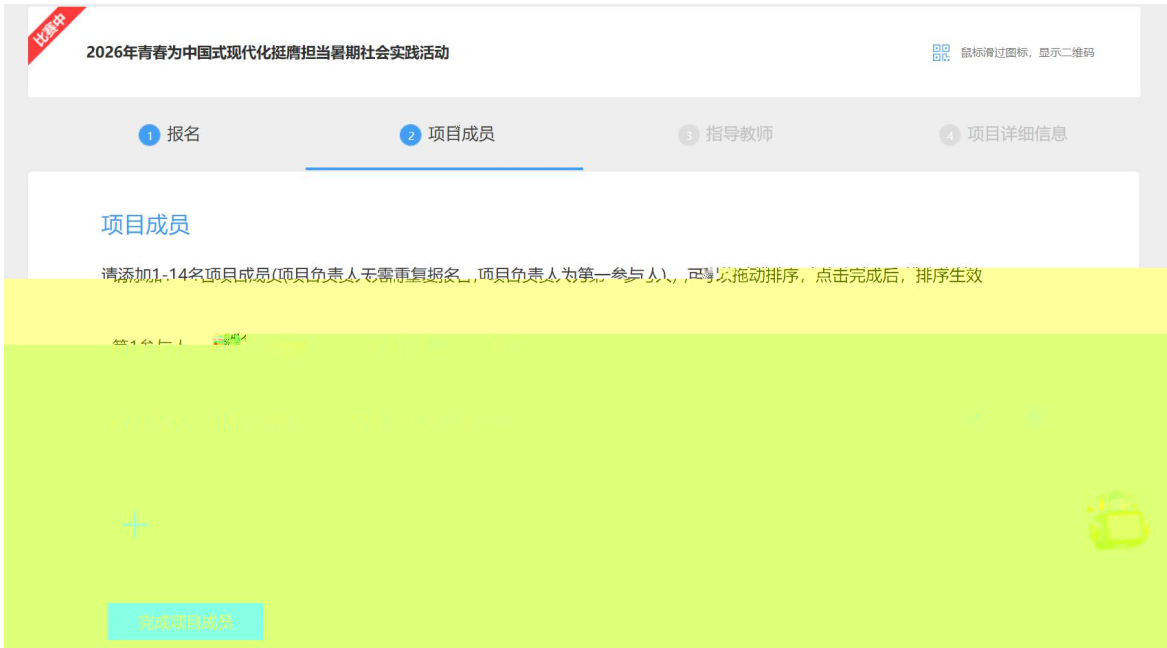 比赛中
2026年青春为中国式现代化挺膺担当暑期社会实践活动
鼠标滑过图标，显示二维码
1 报名
2 项目成员
3 指导教师
4 项目详细信息
项目成员
请添加1-14名项目成员(项目负责人无需重复报名，项目负责人为第一参与人)，可以拖动排序，点击完成后，排序生效
第1参与人
完成项目成员